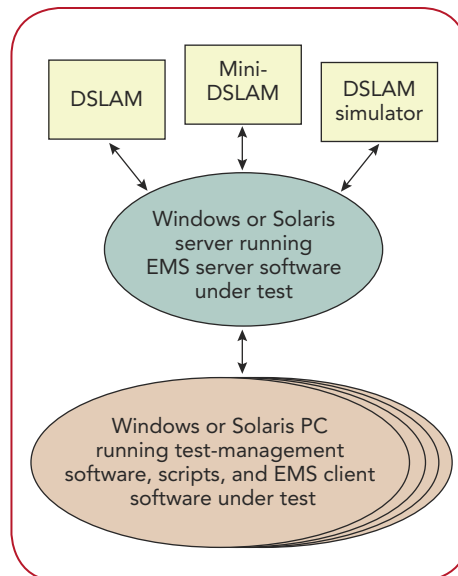 DSLAM
Mini-
DSLAM
DSLAM
simulator
Windows or Solaris
server running
EMS server software
under test
Windows or Solaris PC
running test-management
software, scripts, and EMS client
software under test